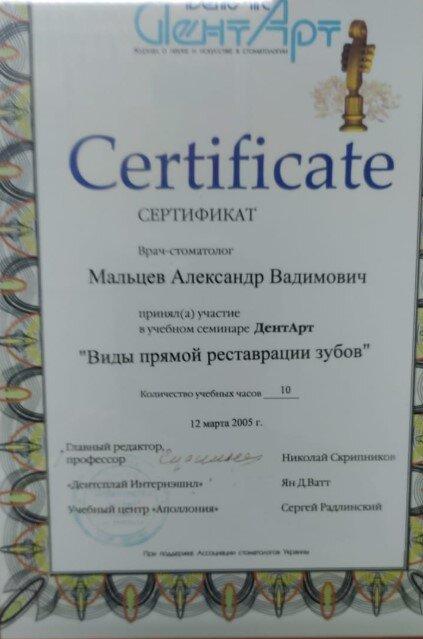 ДентАрт
Журнал о науке и искусстве в стоматологии
Certificate
СЕРТИФИКАТ
Врач-стоматолог
Мальцев Александр Вадимович
принял(а) участие
в учебном семинаре ДентАрт
"Виды прямой реставрации зубов"
Количество учебных часов 10
12 марта 2005 г.
Главный редактор,
профессор Николай Скрипников
«Дентсплай Интернэшнл» Ян Д.Ватт
Учебный центр «Аполлония» Сергей Радлинский
При поддержке Ассоциации стоматологов Украины